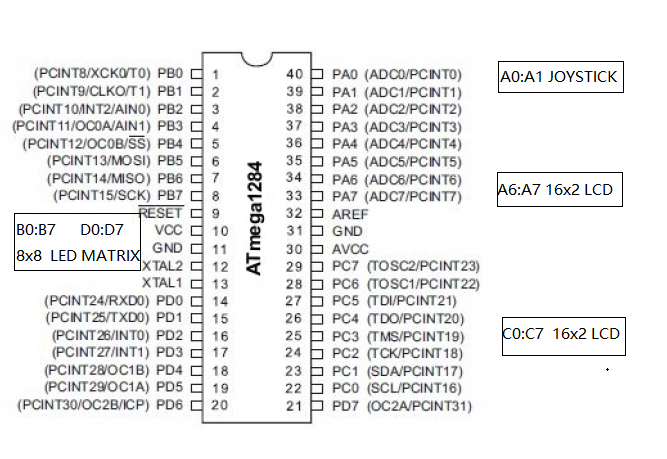 (PCINT8/XCK0/T0) PB0 1 40 PA0 (ADC0/PCINT0)
(PCINT9/CLKO/T1) PB1 2 39 PA1 (ADC1/PCINT1)
(PCINT10/INT2/AIN0) PB2 3 38 PA2 (ADC2/PCINT2)
(PCINT11/OC0A/AIN1) PB3 4 37 PA3 (ADC3/PCINT3)
(PCINT12/OC0B/SS) PB4 5 36 PA4 (ADC4/PCINT4)
(PCINT13/MOSI) PB5 6 35 PA5 (ADC5/PCINT5)
(PCINT14/MISO) PB6 7 34 PA6 (ADC6/PCINT6)
(PCINT15/SCK) PB7 8 33 PA7 (ADC7/PCINT7)
RESET 9 32 AREF
VCC 10 31 GND
GND 11 30 AVCC
XTAL2 12 29 PC7 (TOSC2/PCINT23)
XTAL1 13 28 PC6 (TOSC1/PCINT22)
(PCINT24/RXD0) PD0 14 27 PC5 (TDI/PCINT21)
(PCINT25/TXD0) PD1 15 26 PC4 (TDO/PCINT20)
(PCINT26/INT0) PD2 16 25 PC3 (TMS/PCINT19)
(PCINT27/INT1) PD3 17 24 PC2 (TCK/PCINT18)
(PCINT28/OC1B) PD4 18 23 PC1 (SDA/PCINT17)
(PCINT29/OC1A) PD5 19 22 PC0 (SCL/PCINT16)
(PCINT30/OC2B/ICP) PD6 20 21 PD7 (OC2A/PCINT31)
ATmega1284
A0:A1 JOYSTICK
A6:A7 16x2 LCD
B0:B7 D0:D7
8x8 LED MATRIX
C0:C7 16x2 LCD